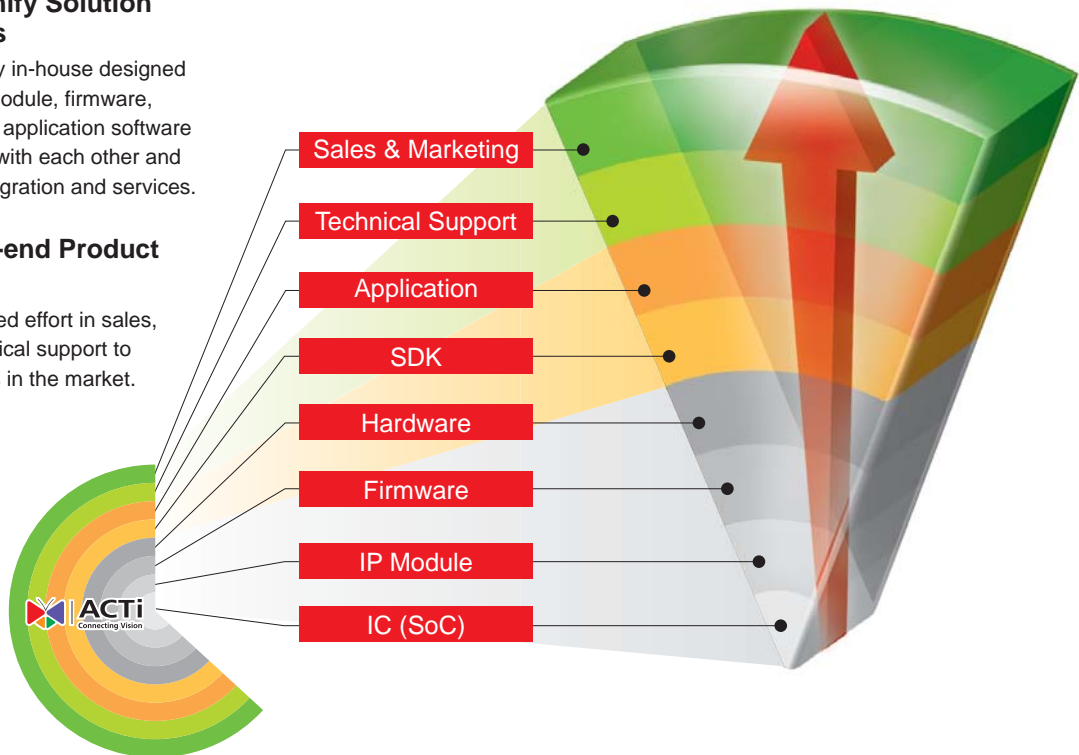 nify Solution
s
y in-house designed
odule, firmware,
application software
with each other and
gration and services.
-end Product
ed effort in sales,
ical support to
s in the market.
Sales & Marketing
Technical Support
Application
SDK
Hardware
Firmware
IP Module
IC (SoC)
ACTi
Connecting Vision